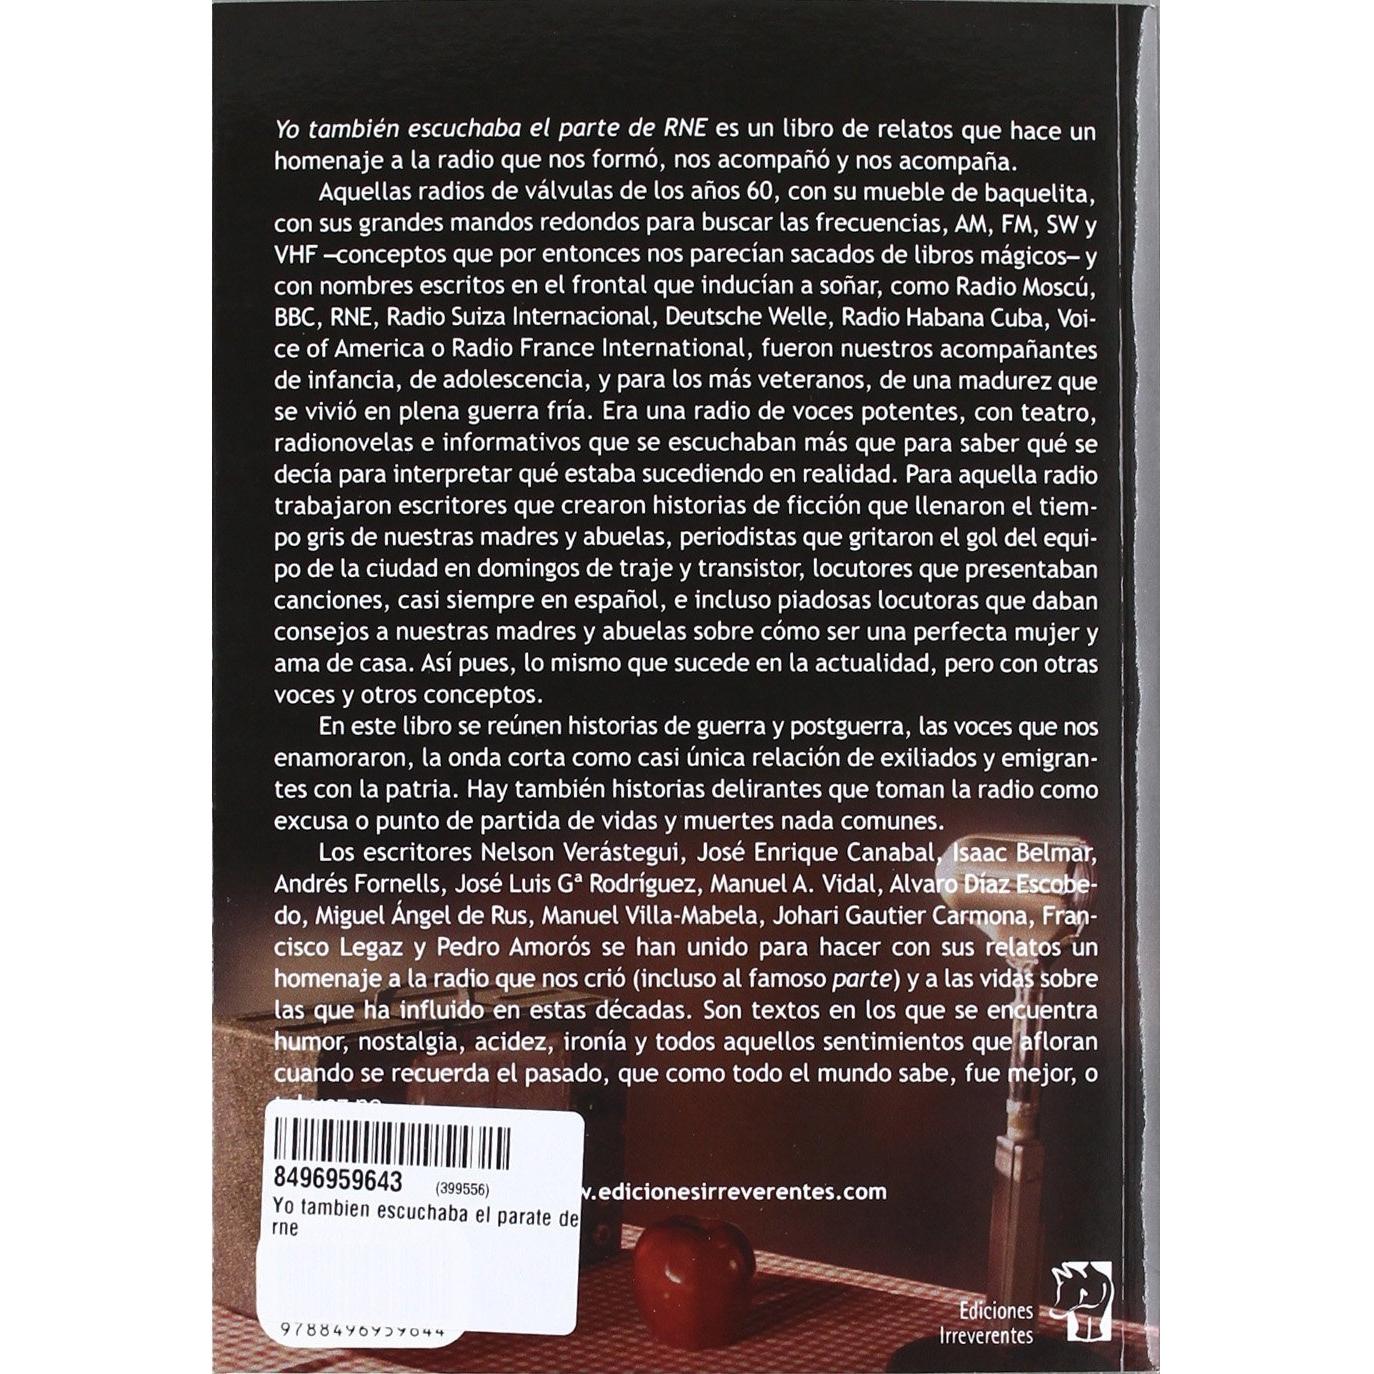 Yo también escuchaba el parte de RNE es un libro de relatos que hace un
homenaje a la radio que nos formó, nos acompañó y nos acompaña.
Aquellas radios de válvulas de los años 60, con su mueble de baquelita,
con sus grandes mandos redondos para buscar las frecuencias, AM, FM, SW y
VHF –conceptos que por entonces nos parecían sacados de libros mágicos– y
con nombres escritos en el frontal que inducían a soñar, como Radio Moscú,
BBC, RNE, Radio Suiza Internacional, Deutsche Welle, Radio Habana Cuba, Voi-
ce of America o Radio France International, fueron nuestros acompañantes
de infancia, de adolescencia, y para los más veteranos, de una madurez que
se vivió en plena guerra fría. Era una radio de voces potentes, con teatro,
radionovelas e informativos que se escuchaban más que para saber qué se
decía para interpretar qué estaba sucediendo en realidad. Para aquella radio
trabajaron escritores que crearon historias de ficción que llenaron el tiem-
po gris de nuestras madres y abuelas, periodistas que gritaron el gol del equi-
po de la ciudad en domingos de traje y transistor, locutores que presentaban
canciones, casi siempre en español, e incluso piadosas locutoras que daban
consejos a nuestras madres y abuelas sobre cómo ser una perfecta mujer y
ama de casa. Así pues, lo mismo que sucede en la actualidad, pero con otras
voces y otros conceptos.
En este libro se reúnen historias de guerra y postguerra, las voces que nos
enamoraron, la onda corta como casi única relación de exiliados y emigran-
tes con la patria. Hay también historias delirantes que toman la radio como
excusa o punto de partida de vidas y muertes nada comunes.
Los escritores Nelson Verástegui, José Enrique Canabal, Isaac Belmar,
Andrés Fornells, José Luis Gª Rodríguez, Manuel A. Vidal, Alvaro Díaz Escobe-
do, Miguel Ángel de Rus, Manuel Villa-Mabela, Johari Gautier Carmona, Fran-
cisco Legaz y Pedro Amorós se han unido para hacer con sus relatos un
homenaje a la radio que nos crió (incluso al famoso parte) y a las vidas sobre
las que ha influido en estas décadas. Son textos en los que se encuentra
humor, nostalgia, acidez, ironía y todos aquellos sentimientos que afloran
cuando se recuerda el pasado, que como todo el mundo sabe, fue mejor, o
8496959643 (399556)
Yo tambien escuchaba el parate de
rne
.edicionesirreverentes.com
9788496959644
Ediciones
Irreverentes